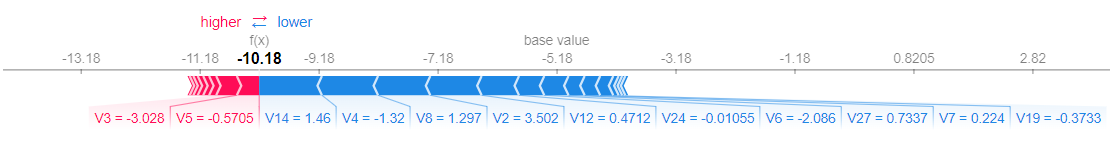 higher ⇄ lower
f(x) base value
-13.18 -11.18 -10.18 -9.18 -7.18 -5.18 -3.18 -1.18 0.8205 2.82
V3 = -3.028 V5 = -0.5705 V14 = 1.46 V4 = -1.32 V8 = 1.297 V2 = 3.502 V12 = 0.4712 V24 = -0.01055 V6 = -2.086 V27 = 0.7337 V7 = 0.224 V19 = -0.3733